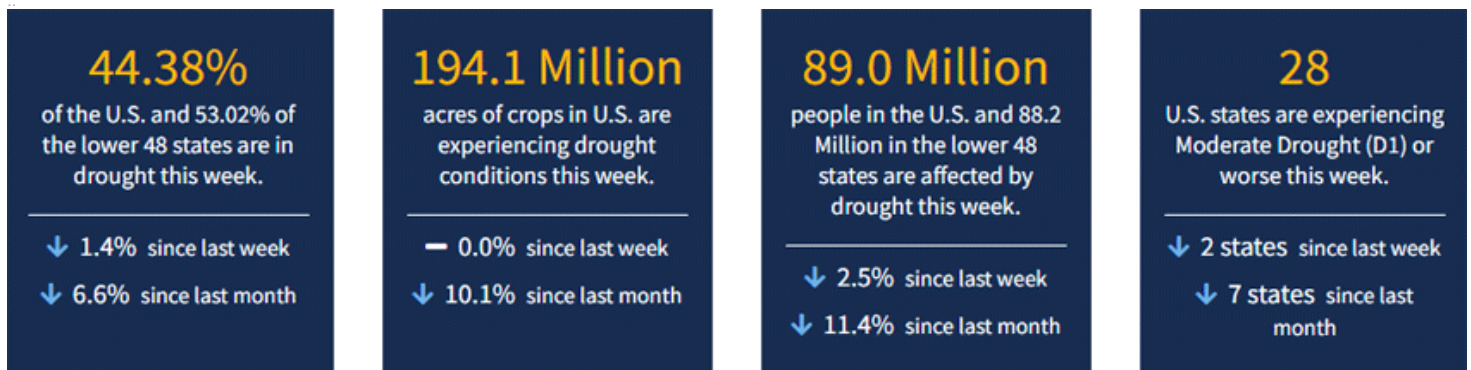 44.38%
of the U.S. and 53.02% of
the lower 48 states are in
drought this week.
1.4% since last week
6.6% since last month
194.1 Million
acres of crops in U.S. are
experiencing drought
conditions this week.
0.0% since last week
10.1% since last month
89.0 Million
people in the U.S. and 88.2
Million in the lower 48
states are affected by
drought this week.
2.5% since last week
11.4% since last month
28
U.S. states are experiencing
Moderate Drought (D1) or
worse this week.
2 states since last week
7 states since last
month